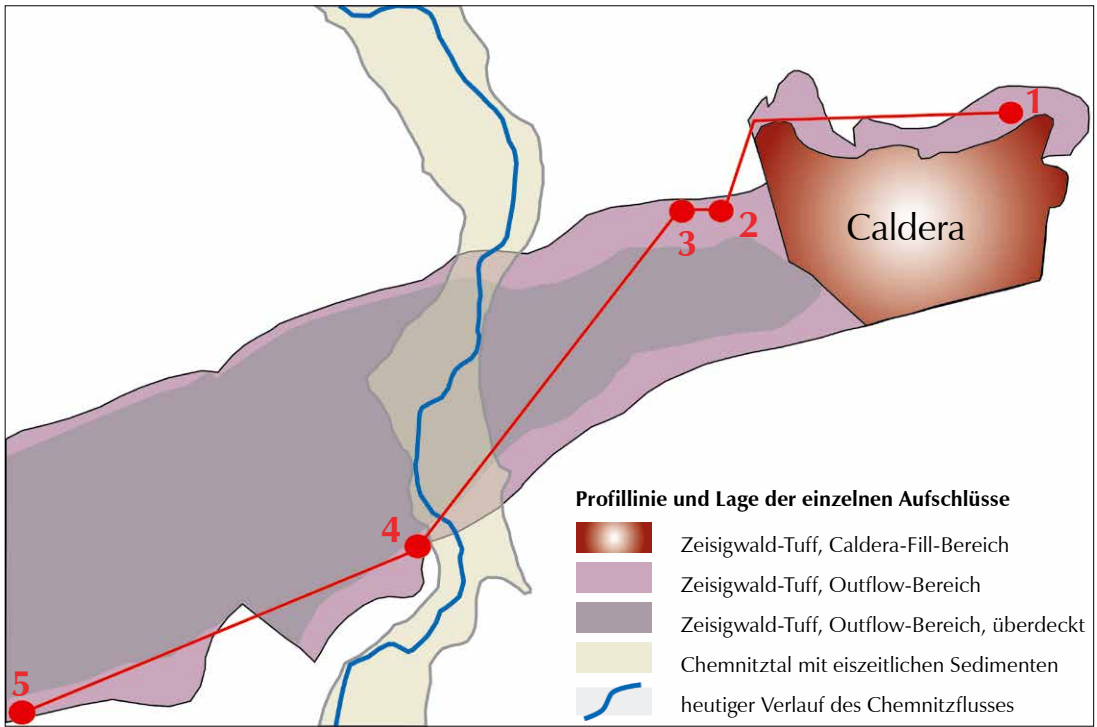 1
Caldera
2
3
4
5
Profillinie und Lage der einzelnen Aufschlüsse
Zeisigwald-Tuff, Caldera-Fill-Bereich
Zeisigwald-Tuff, Outflow-Bereich
Zeisigwald-Tuff, Outflow-Bereich, überdeckt
Chemnitztal mit eiszeitlichen Sedimenten
heutiger Verlauf des Chemnitzflusses